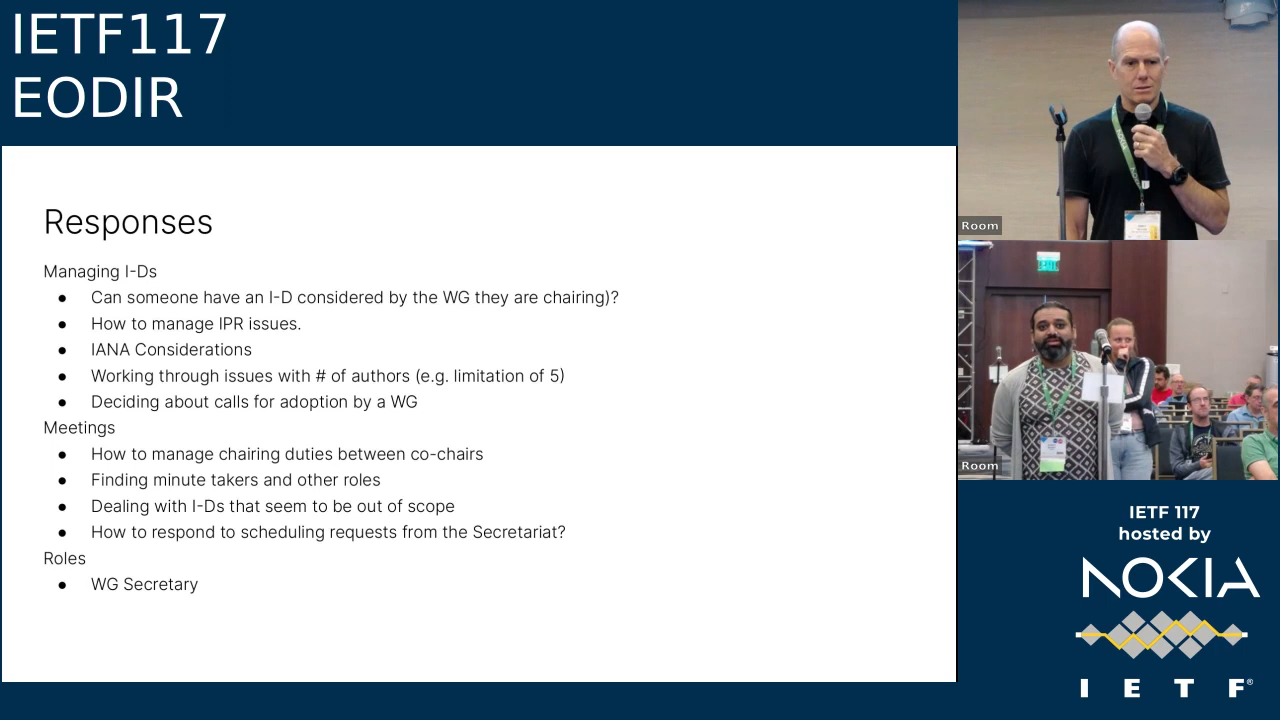 IETF117
EODIR
Responses
Managing I-Ds
● Can someone have an I-D considered by the WG they are chairing)?
● How to manage IPR issues.
● IANA Considerations
● Working through issues with # of authors (e.g. limitation of 5)
● Deciding about calls for adoption by a WG
Meetings
● How to manage chairing duties between co-chairs
● Finding minute takers and other roles
● Dealing with I-Ds that seem to be out of scope
● How to respond to scheduling requests from the Secretariat?
Roles
● WG Secretary
Room
Room
IETF 117
hosted by
NOKIA
I E T F®